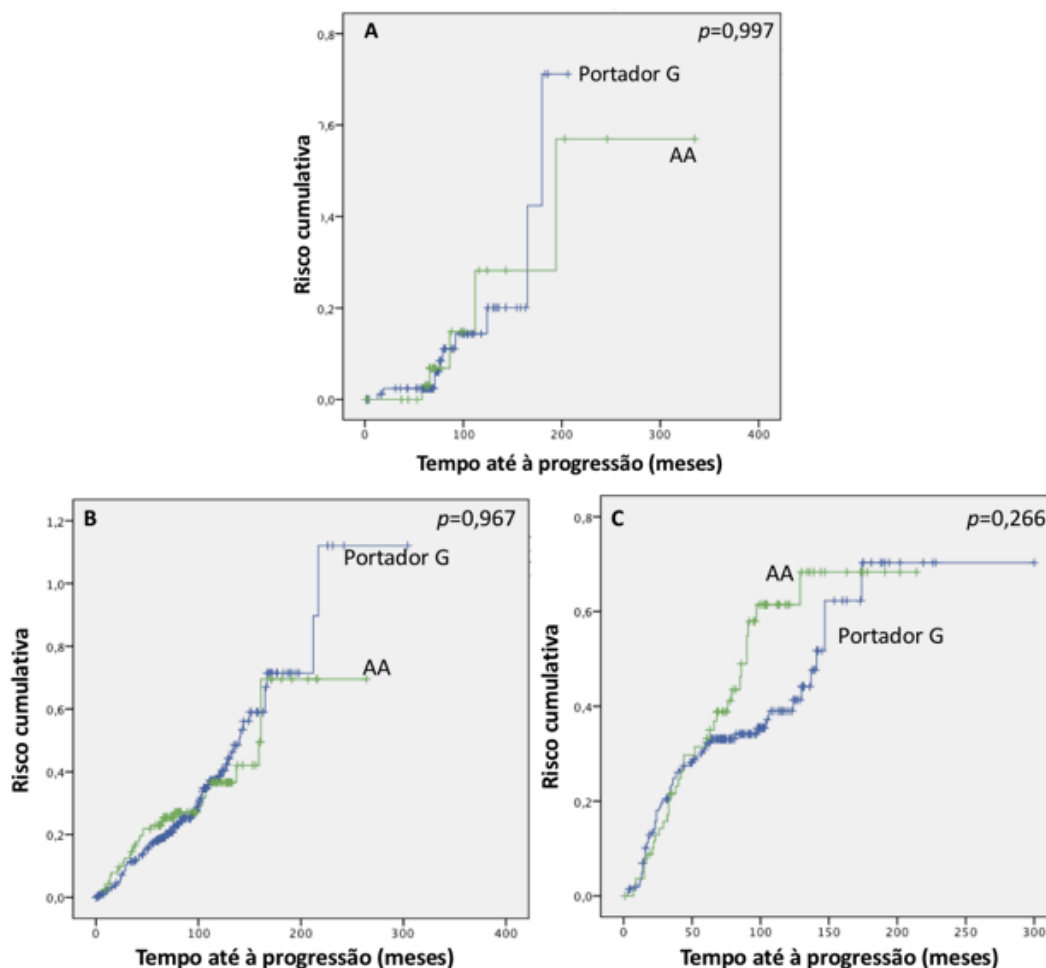 A
p=0,997
0,8
Portador G
0,6
AA
Risco cumulativa
),4
0,2
0,0
0 100 200 300 400
Tempo até à progressão (meses)
B
p=0,967
1,2
Portador G
1,0
0,8
AA
Risco cumulativa
0,6
0,4
0,2
0,0
0 100 200 300 400
Tempo até à progressão (meses)
C
p=0,266
0,8
AA
0,6
Portador G
Risco cumulativa
0,4
0,2
0,0
0 50 100 150 200 250 300
Tempo até à progressão (meses)